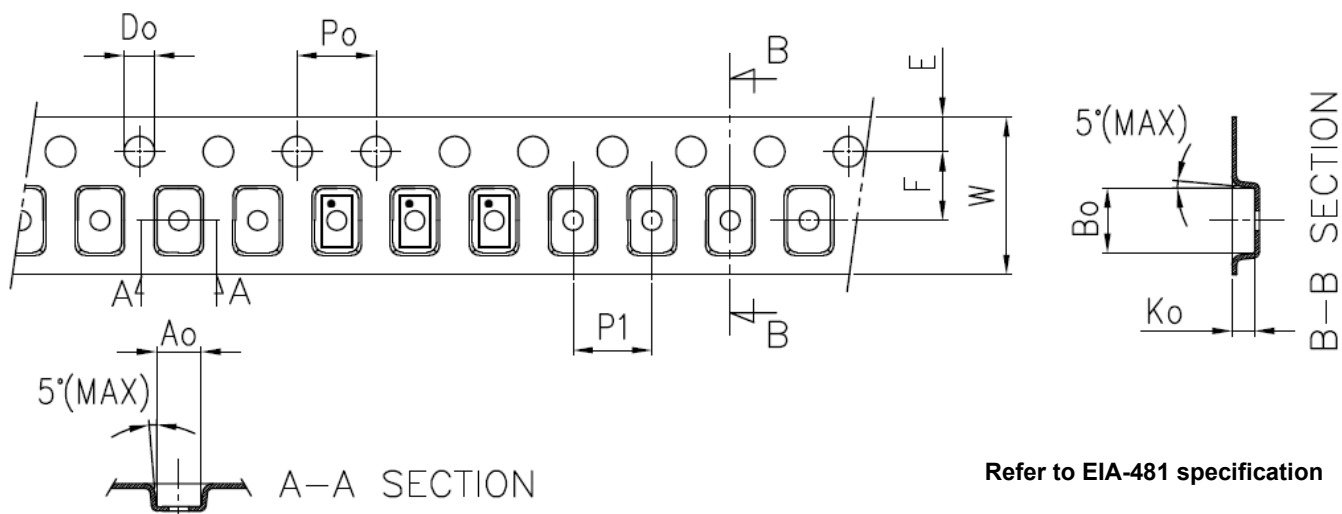 Do
Po
B
E
5°(MAX)
F
W
Bo
A
A
P1
B
Ko
B-B SECTION
Ao
5°(MAX)
A-A SECTION
Refer to EIA-481 specification